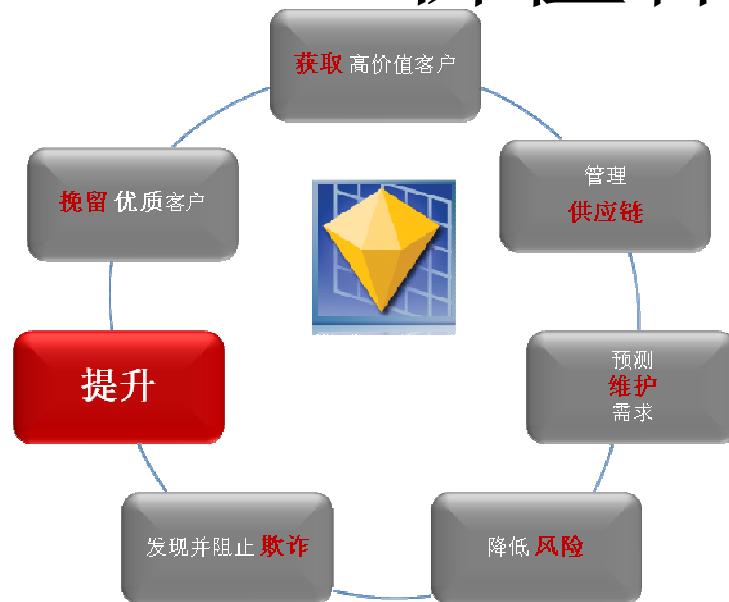 获取 高价值客户
管理
供应链
预测
维护
需求
降低 风险
发现并阻止 欺诈
提升
挽留 优质客户